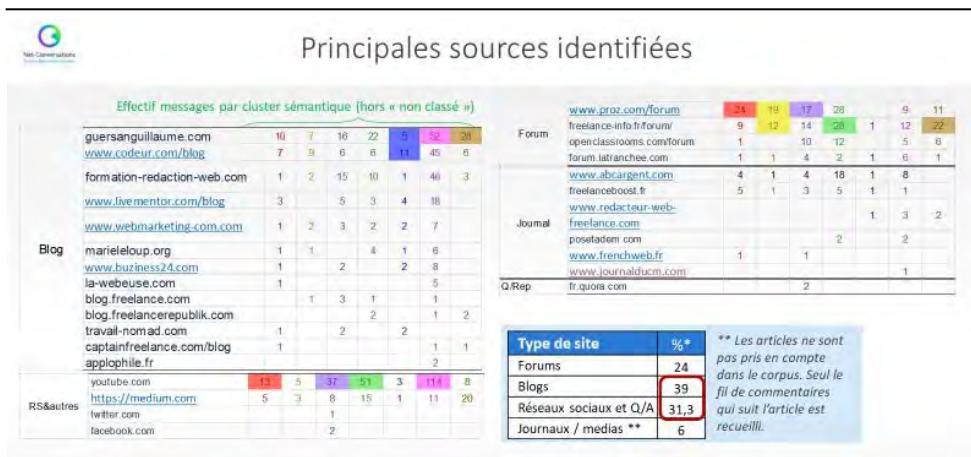 Net-Conversations
Principales sources identifiées
Effectif messages par cluster sémantique (hors « non classé »)
Blog
guersanguillaume.com 10 7 16 22 5 52 28
www.codeur.com/blog 7 9 6 6 11 45 6
formation-redaction-web.com 1 2 15 10 1 46 3
www.livementor.com/blog 3 5 3 4 18
www.webmarketing-com.com 1 2 3 2 2 7
marieleloup.org 1 1 4 1 6
www.buziness24.com 1 2 2 8
la-webeuse.com 1 5
blog.freelance.com 1 3 1 1
blog.freelancerepublik.com 2 1 2
travail-nomad.com 1 2 2
captainfreelance.com/blog 1 1 1
applophile.fr 2
RS&autres
youtube.com 13 5 37 51 3 114 8
https://medium.com 5 3 8 15 1 11 20
twitter.com 1
facebook.com 2
Forum
www.proz.com/forum 24 19 17 28 9 11
freelance-info.fr/forum/ 9 12 14 28 1 12 22
openclassrooms.com/forum 1 10 12 5 6
forum.latranchee.com 1 1 4 2 1 6 1
Journal
www.abcargent.com 4 1 4 18 1 8
freelanceboost.fr 5 1 3 5 1 1
www.redacteur-web-
freelance.com 1 3 2
posetadem.com 2 2
www.frenchweb.fr 1 1
www.journalducm.com 1
Q/Rep fr.quora.com 2
Type de site %*
Forums 24
Blogs 39
Réseaux sociaux et Q/A 31,3
Journaux / medias ** 6
** Les articles ne sont
pas pris en compte
dans le corpus. Seul le
fil de commentaires
qui suit l'article est
recueilli.